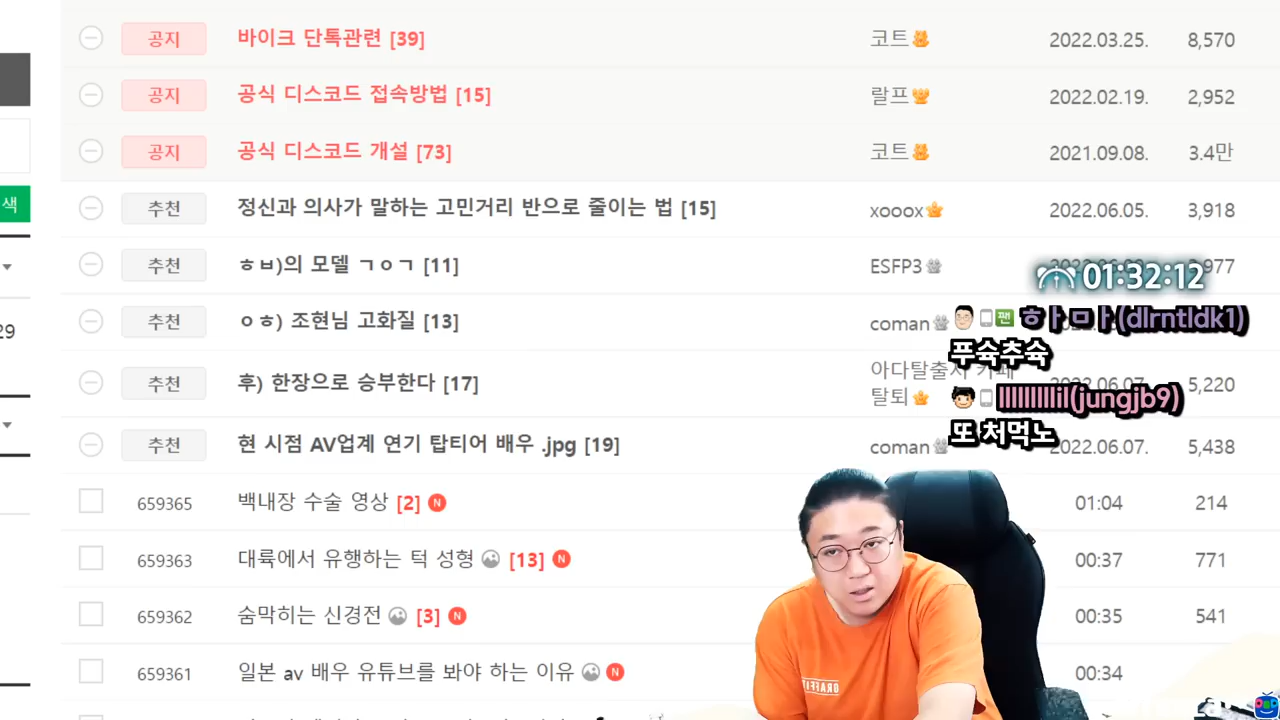 공지 바이크 단톡관련 [39] 코트 2022.03.25. 8,570
공지 공식 디스코드 접속방법 [15] 랄프 2022.02.19. 2,952
공지 공식 디스코드 개설 [73] 코트 2021.09.08. 3.4만
추천 정신과 의사가 말하는 고민거리 반으로 줄이는 법 [15] xooox 2022.06.05. 3,918
색
추천 ㅎㅂ)의 모델 ㄱㅇㄱ [11] ESFP3 977
01:32:12
추천 ㅇㅎ) 조현님 고화질 [13] coman
29
팬 ㅎㅏㅁㅏ(dlrntldk1)
푸슉추슉
추천 후) 한장으로 승부한다 [17] 아다탈출시 카페
탈퇴 2022.06.07. 5,220
llllllllllil(jungjb9)
또 처먹노
추천 현 시점 AV업계 연기 탑티어 배우 .jpg [19] coman 2022.06.07. 5,438
659365 백내장 수술 영상 [2] N 01:04 214
659363 대륙에서 유행하는 턱 성형 [13] N 00:37 771
659362 숨막히는 신경전 [3] N 00:35 541
659361 일본 av 배우 유튜브를 봐야 하는 이유 N 00:34